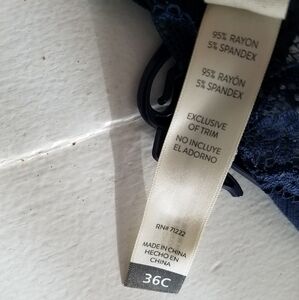 95% RAYON
5% SPANDEX
95% RAYÓN
5% SPANDEX
EXCLUSIVE
OF TRIM
NO INCLUYE
EL ADORNO
RN# 71222
MADE IN CHINA
HECHO EN
CHINA
36C